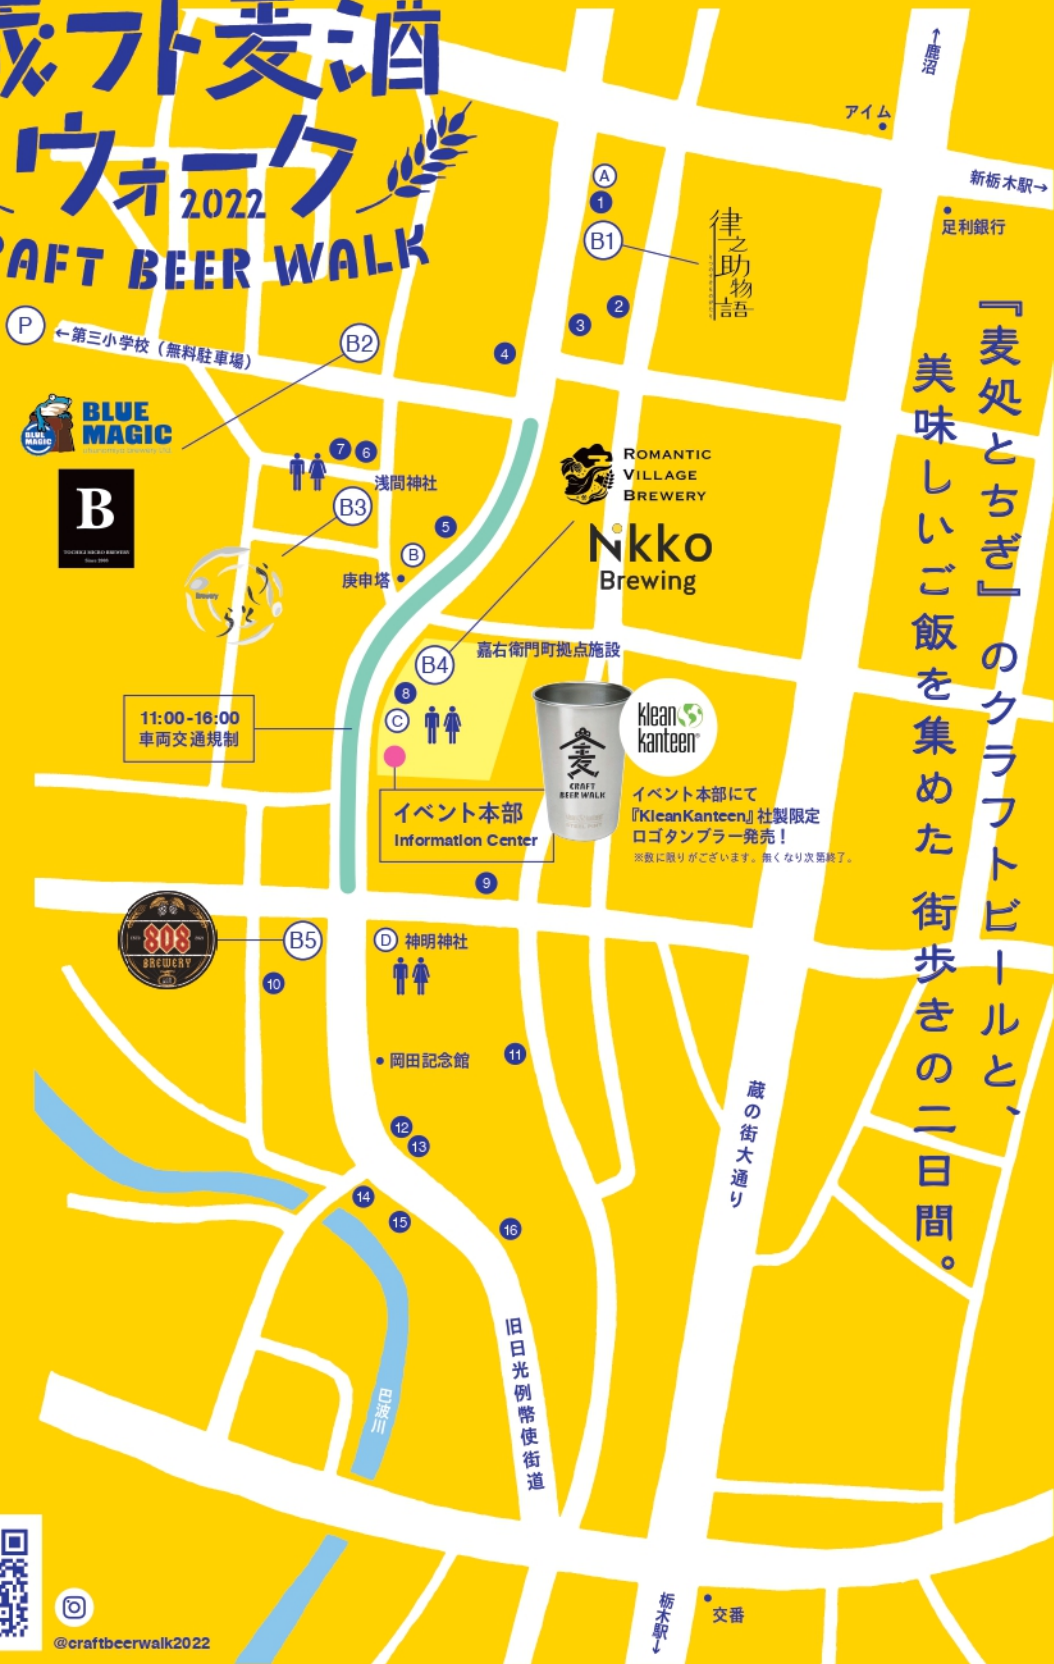 フト麦酒
ウォーク
2022
CRAFT BEER WALK
↑鹿沼
アイム
新栃木駅→
足利銀行
A
1
B1
律之助物語
2
3
4
P
←第三小学校（無料駐車場）
B2
BLUE
MAGIC
BLUE
MAGIC
B
TOCHIGI MICRO BREWERY
7
6
浅間神社
B3
5
B
庚申塔
Brewery
ROMANTIC
VILLAGE
BREWERY
Nikko
Brewing
『麦処とちぎ』のクラフトビールと、
美味しいご飯を集めた 街歩きの二日間。
B4
嘉右衛門町拠点施設
8
C
11:00-16:00
車両交通規制
麦
CRAFT
BEER WALK
klean
kanteen®
イベント本部
Information Center
イベント本部にて
『KleanKanteen』社製限定
ロゴタンブラー発売！
※数に限りがございます。無くなり次第終了。
9
808
BREWERY
B5
D
神明神社
10
岡田記念館
11
12
13
14
15
16
蔵の街大通り
旧日光例幣使街道
巴波川
交番
栃木駅↓
@craftbeerwalk2022